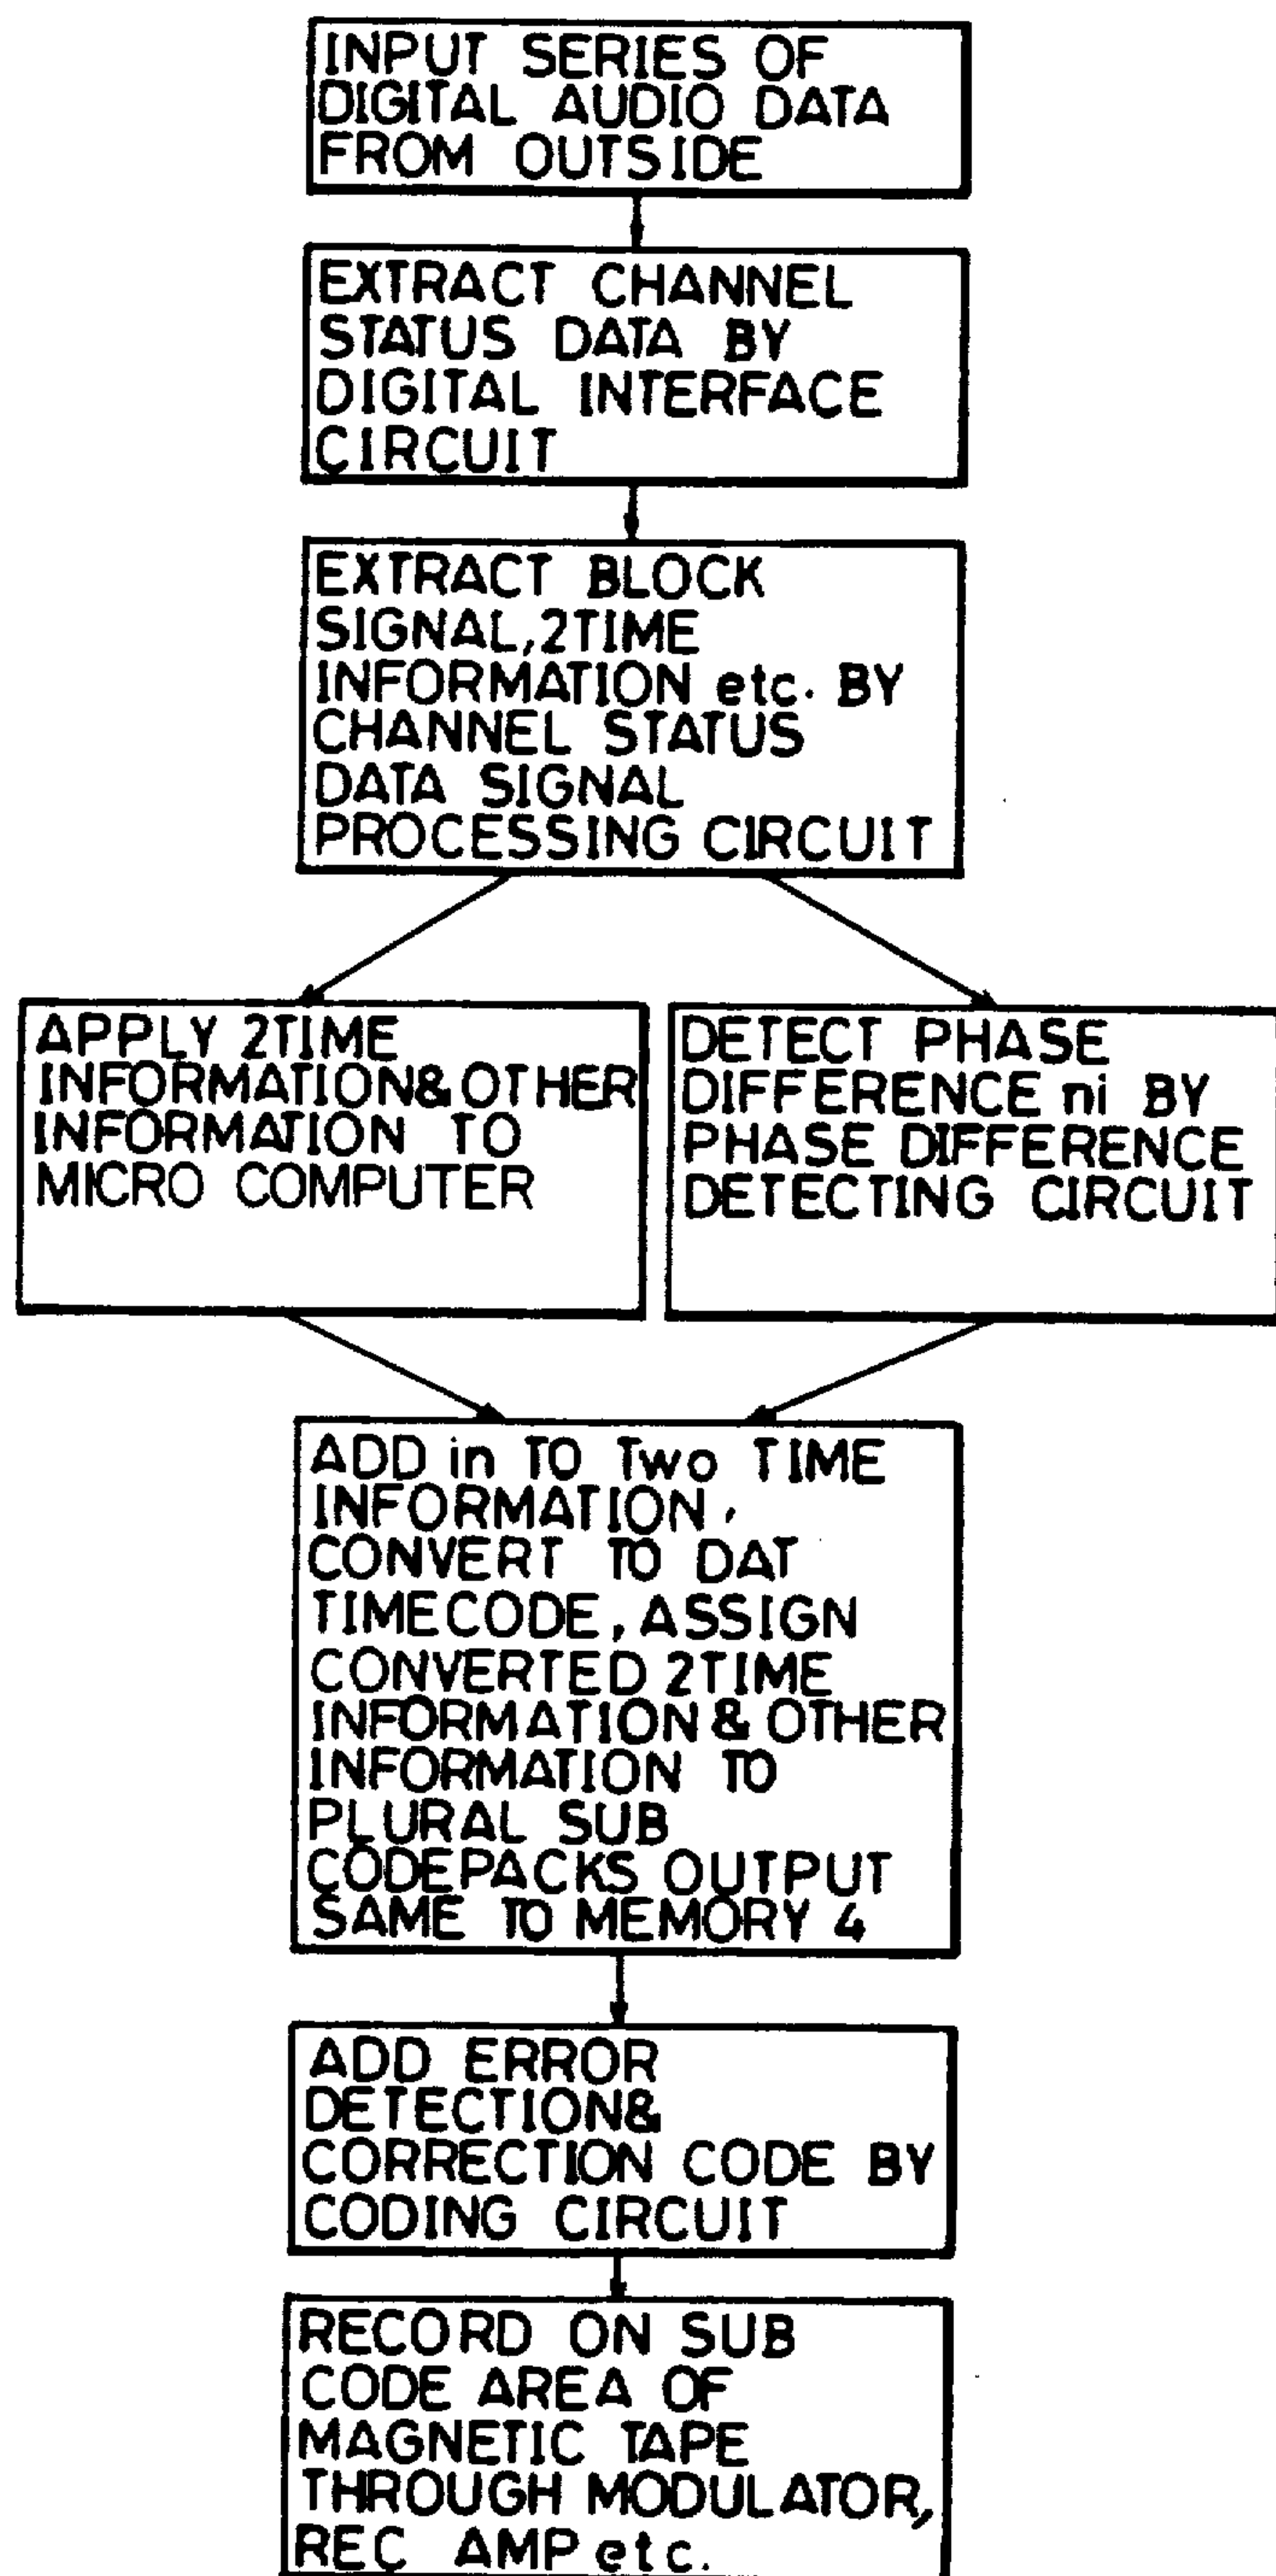 INPUT SERIES OF
DIGITAL AUDIO DATA
FROM OUTSIDE
EXTRACT CHANNEL
STATUS DATA BY
DIGITAL INTERFACE
CIRCUIT
EXTRACT BLOCK
SIGNAL,2TIME
INFORMATION etc. BY
CHANNEL STATUS
DATA SIGNAL
PROCESSING CIRCUIT
APPLY 2TIME
INFORMATION&OTHER
INFORMATION TO
MICRO COMPUTER
DETECT PHASE
DIFFERENCE ni BY
PHASE DIFFERENCE
DETECTING CIRCUIT
ADD in TO Two TIME
INFORMATION,
CONVERT TO DAT
TIMECODE, ASSIGN
CONVERTED 2TIME
INFORMATION & OTHER
INFORMATION TO
PLURAL SUB
CODEPACKS OUTPUT
SAME TO MEMORY 4
ADD ERROR
DETECTION&
CORRECTION CODE BY
CODING CIRCUIT
RECORD ON SUB
CODE AREA OF
MAGNETIC TAPE
THROUGH MODULATOR,
REC AMP etc.